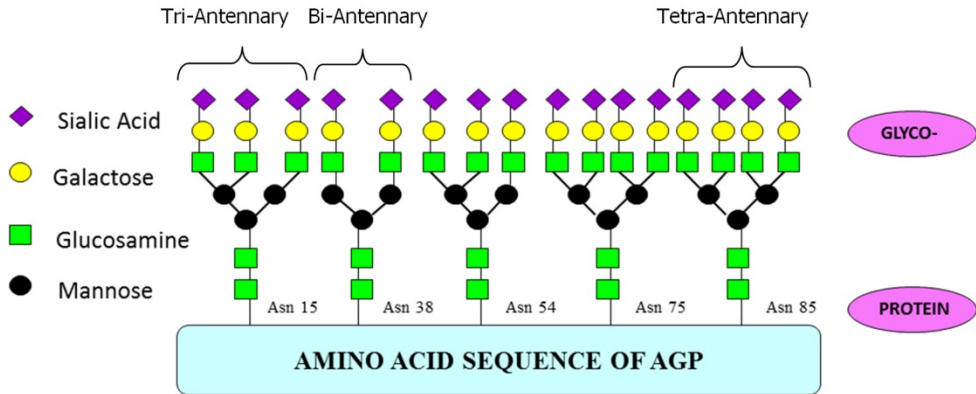 Tri-Antennary
Bi-Antennary
Tetra-Antennary
Sialic Acid
Galactose
Glucosamine
Mannose
GLYCO-
PROTEIN
Asn 15
Asn 38
Asn 54
Asn 75
Asn 85
AMINO ACID SEQUENCE OF AGP